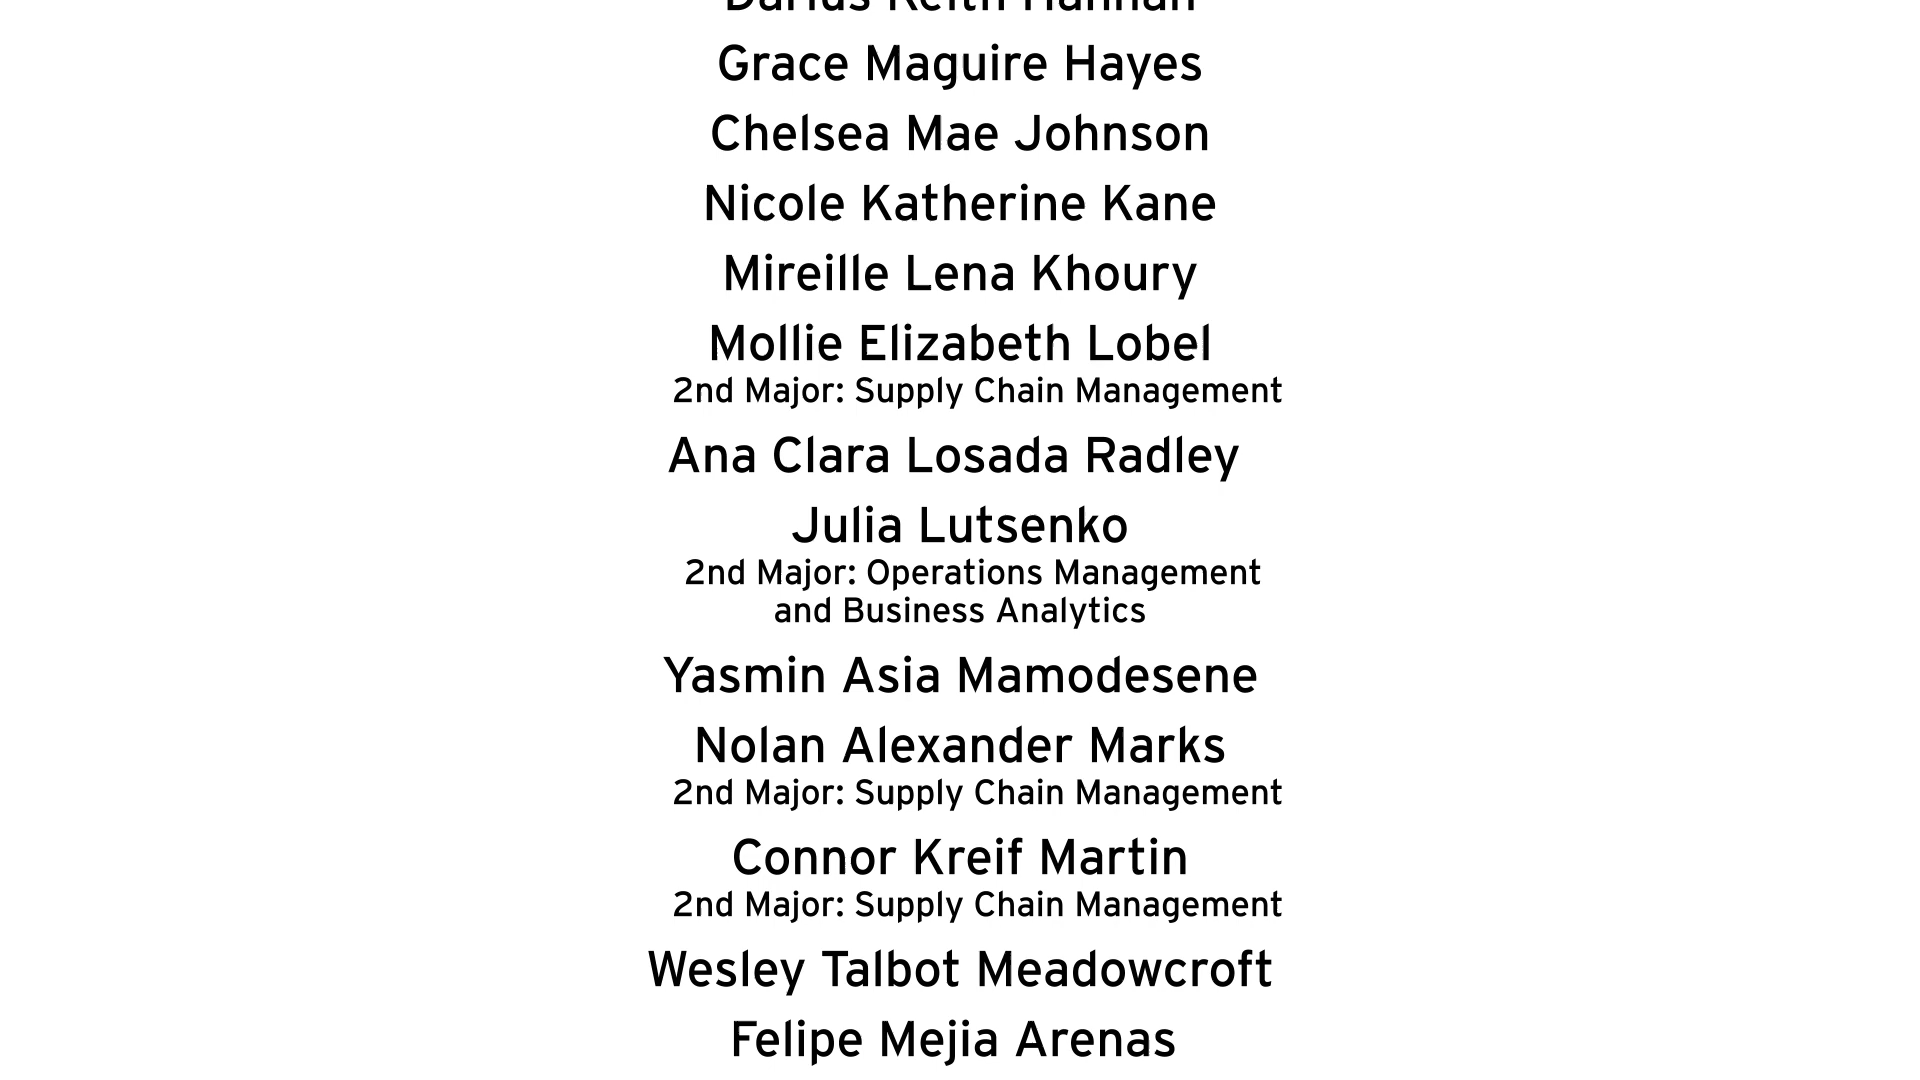 Darius Keith Hannah
Grace Maguire Hayes
Chelsea Mae Johnson
Nicole Katherine Kane
Mireille Lena Khoury
Mollie Elizabeth Lobel
2nd Major: Supply Chain Management
Ana Clara Losada Radley
Julia Lutsenko
2nd Major: Operations Management
and Business Analytics
Yasmin Asia Mamodesene
Nolan Alexander Marks
2nd Major: Supply Chain Management
Connor Kreif Martin
2nd Major: Supply Chain Management
Wesley Talbot Meadowcroft
Felipe Mejia Arenas